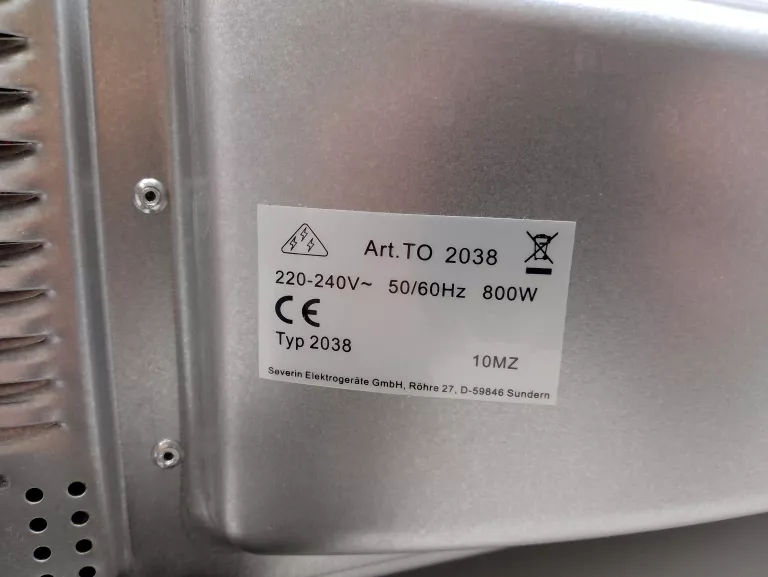 Art.TO 2038
220-240V~ 50/60Hz 800W
CE
Typ 2038
10MZ
Severin Elektrogeräte GmbH, Röhre 27, D-59846 Sundern